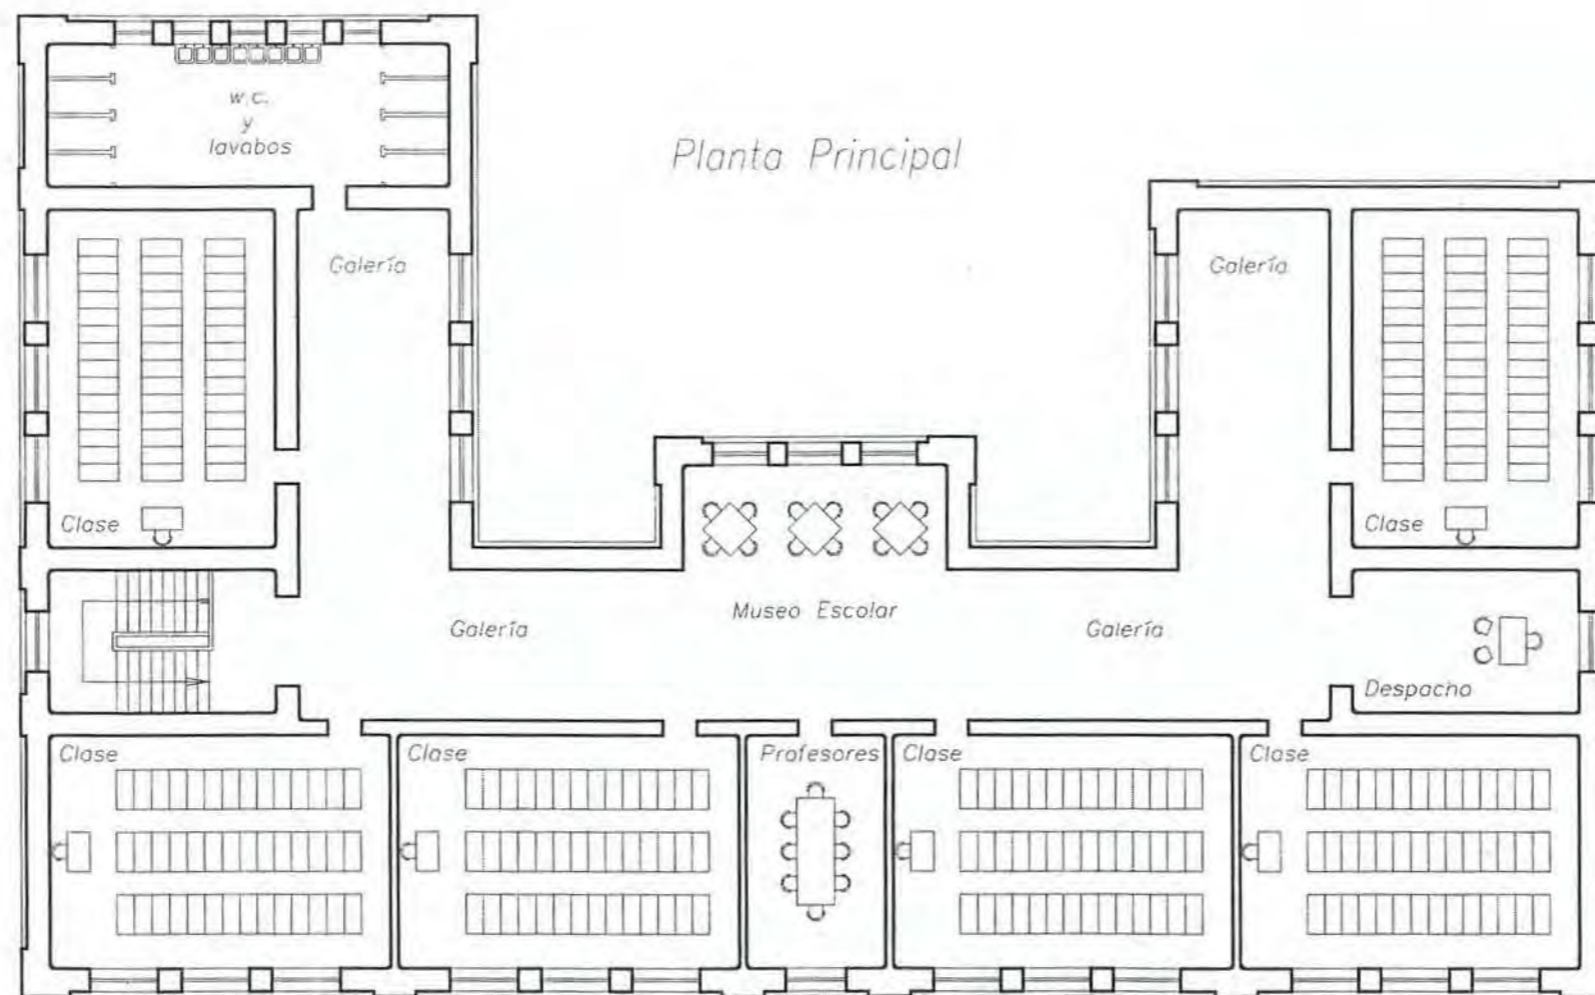 w.c.
y
lavabos
Planta Principal
Galería
Galería
Clase
Clase
Museo Escolar
Galería
Galería
Despacho
Clase
Clase
Profesores
Clase
Clase